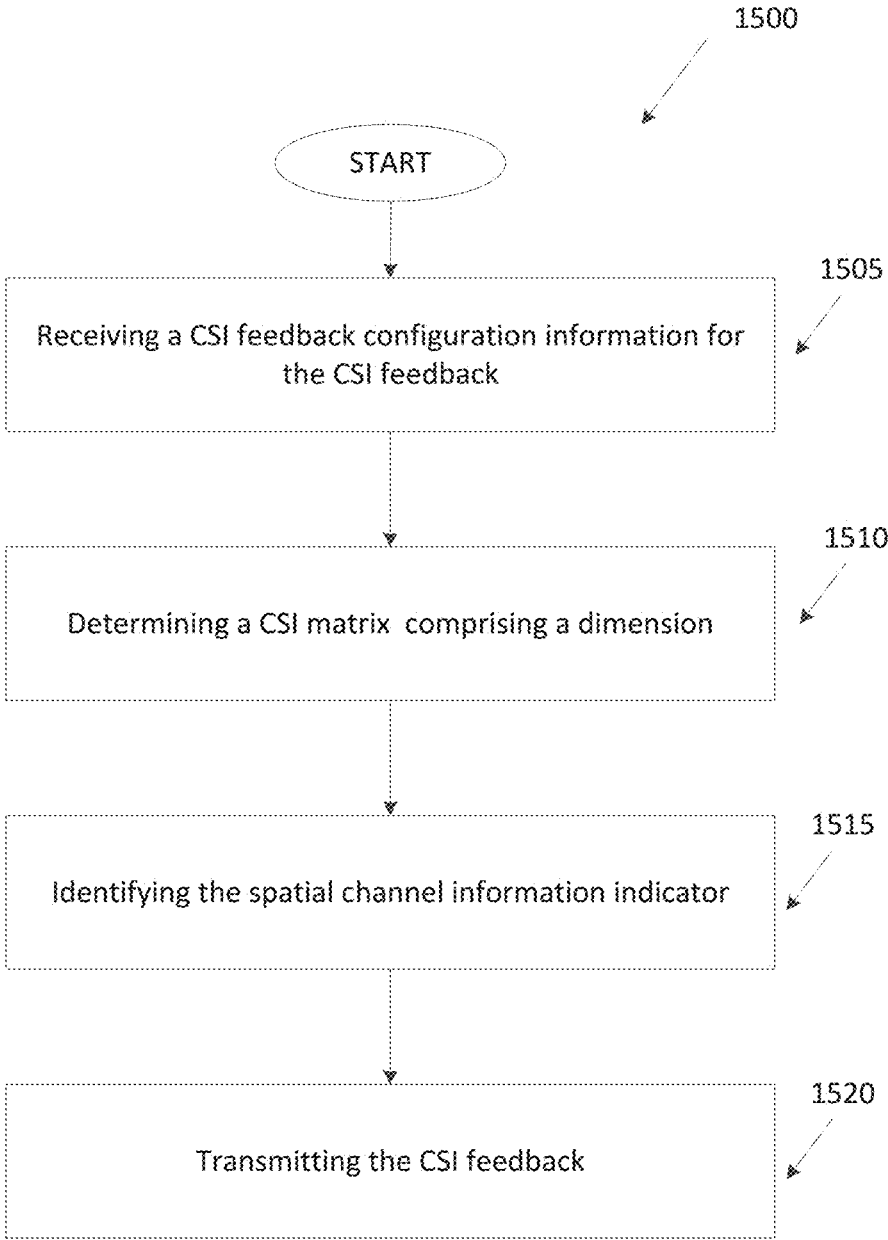 1500
START
1505
Receiving a CSI feedback configuration information for
the CSI feedback
1510
Determining a CSI matrix comprising a dimension
1515
Identifying the spatial channel information indicator
1520
Transmitting the CSI feedback